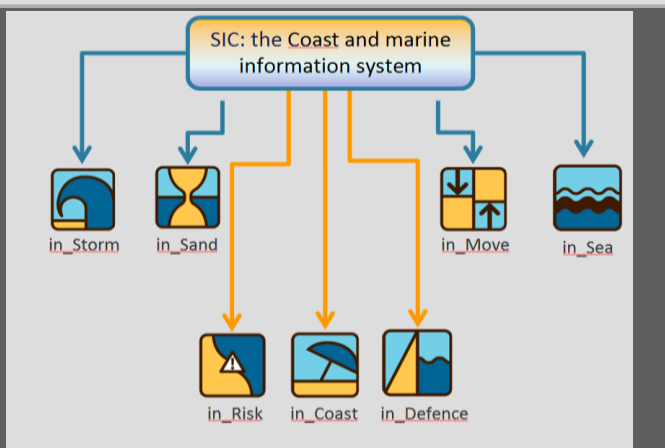 SIC: the Coast and marine
information system
in_Storm
in_Sand
in_Move
in_Sea
in_Risk
in_Coast
in_Defence